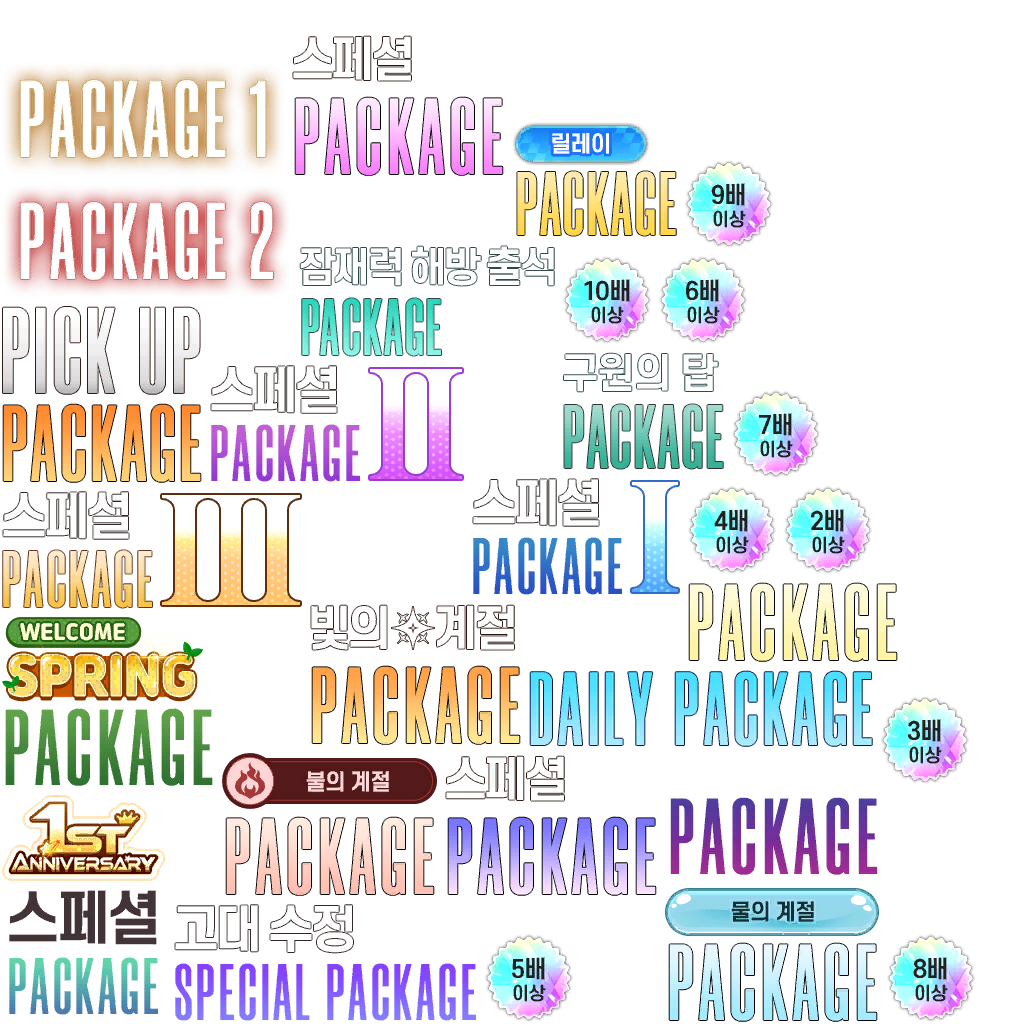 PACKAGE 1
스페셜
PACKAGE
릴레이
PACKAGE
9배
이상
PACKAGE 2
잠재력 해방 출석
PACKAGE
10배
이상
6배
이상
PICK UP
PACKAGE
스페셜
PACKAGE
II
구원의 탑
PACKAGE
7배
이상
스페셜
PACKAGE
III
스페셜
PACKAGE
I
4배
이상
2배
이상
PACKAGE
WELCOME
SPRING
PACKAGE
빛의 계절
PACKAGE
DAILY PACKAGE
3배
이상
불의 계절
PACKAGE
스페셜
PACKAGE
PACKAGE
1ST
ANNIVERSARY
스페셜
PACKAGE
고대 수정
SPECIAL PACKAGE
5배
이상
물의 계절
PACKAGE
8배
이상